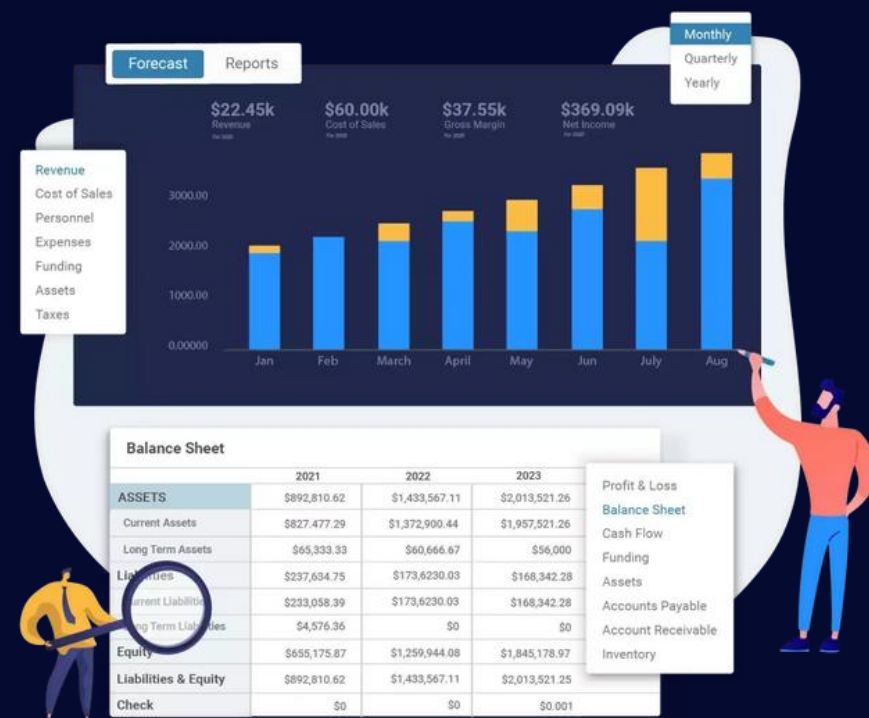 Monthly
Quarterly
Yearly
Forecast Reports
$22.45k $60.00k $37.55k $369.09k
Revenue Cost of Sales Gross Margin Net Income
Revenue
Cost of Sales
Personnel
Expenses
Funding
Assets
Taxes
3000.00
2000.00
1000.00
0.00000
Jan Feb March April May Jun July Aug
Balance Sheet
2021 2022 2023
ASSETS $892,810.62 $1,433,567.11 $2,013,521.26
Current Assets $827.477.29 $1,372,900.44 $1,957,521.26
Long Term Assets $65,333.33 $60,666.67 $56,000
Liabilities $237,634.75 $173,6230.03 $168,342.28
Current Liabilities $233,058.39 $173,6230.03 $168,342.28
Long Term Liabilities $4,576.36 $0 $0
Equity $655,175.87 $1,259,944.08 $1,845,178.97
Liabilities & Equity $892,810.62 $1,433,567.11 $2,013,521.25
Check $0 $0 $0.001
Profit & Loss
Balance Sheet
Cash Flow
Funding
Assets
Accounts Payable
Account Receivable
Inventory